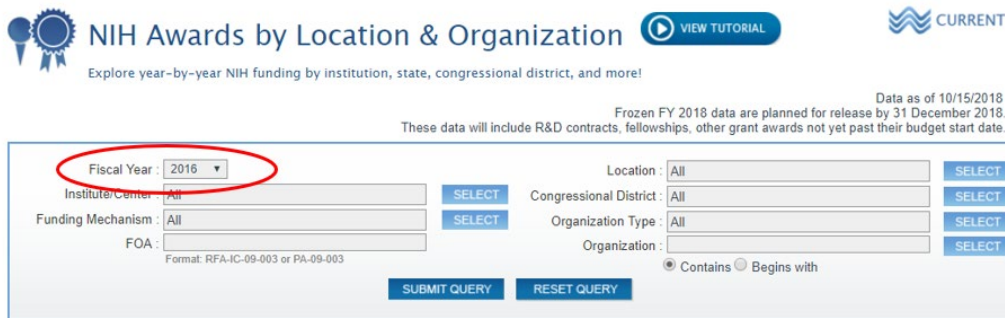 NIH Awards by Location & Organization
VIEW TUTORIAL
CURRENT
Explore year-by-year NIH funding by institution, state, congressional district, and more!
Data as of 10/15/2018
Frozen FY 2018 data are planned for release by 31 December 2018.
These data will include R&D contracts, fellowships, other grant awards not yet past their budget start date.
Fiscal Year : 2016
Institute/Center : All SELECT
Funding Mechanism : All SELECT
FOA :
Format: RFA-IC-09-003 or PA-09-003
Location : All SELECT
Congressional District : All SELECT
Organization Type : All SELECT
Organization : SELECT
Contains Begins with
SUBMIT QUERY RESET QUERY